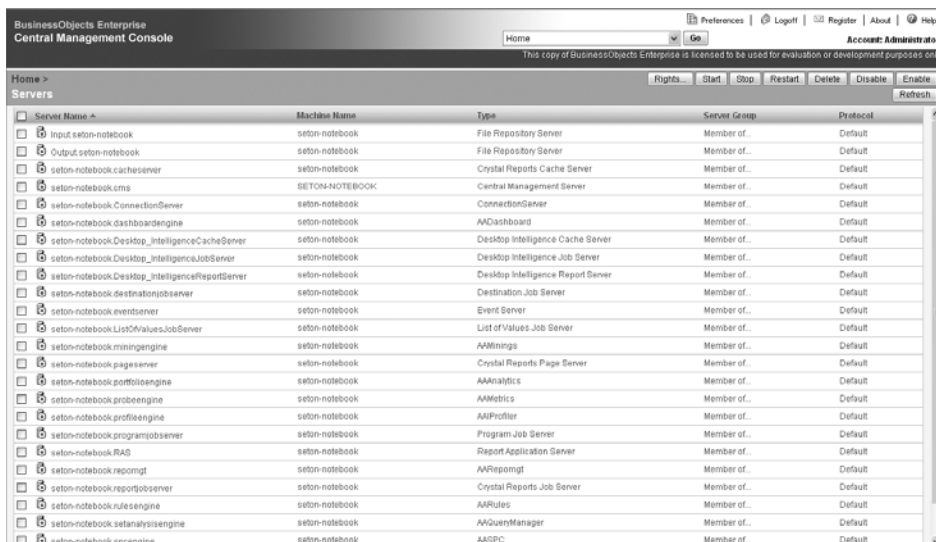 BusinessObjects Enterprise
Central Management Console
Preferences | Logoff | Register | About | Help
Home Go
Account: Administrato
This copy of BusinessObjects Enterprise is licensed to be used for evaluation or development purposes onl
Home >
Servers
Rights... Start Stop Restart Delete Disable Enable
Refresh
Server Name Machine Name Type Server Group Protocol
Input.seton-notebook seton-notebook File Repository Server Member of... Default
Output.seton-notebook seton-notebook File Repository Server Member of... Default
seton-notebook.cacheserver seton-notebook Crystal Reports Cache Server Member of... Default
seton-notebook.cms SETON-NOTEBOOK Central Management Server Member of... Default
seton-notebook.ConnectionServer seton-notebook ConnectionServer Member of... Default
seton-notebook.dashboardengine seton-notebook AADashboard Member of... Default
seton-notebook.Desktop_IntelligenceCacheServer seton-notebook Desktop Intelligence Cache Server Member of... Default
seton-notebook.Desktop_IntelligenceJobServer seton-notebook Desktop Intelligence Job Server Member of... Default
seton-notebook.Desktop_IntelligenceReportServer seton-notebook Desktop Intelligence Report Server Member of... Default
seton-notebook.destinationjobserver seton-notebook Destination Job Server Member of... Default
seton-notebook.eventserver seton-notebook Event Server Member of... Default
seton-notebook.ListOfValuesJobServer seton-notebook List of Values Job Server Member of... Default
seton-notebook.miningengine seton-notebook AAMinings Member of... Default
seton-notebook.pageserver seton-notebook Crystal Reports Page Server Member of... Default
seton-notebook.portfolioengine seton-notebook AAAnalytics Member of... Default
seton-notebook.probeengine seton-notebook AAMetrics Member of... Default
seton-notebook.profileengine seton-notebook AAIProfiler Member of... Default
seton-notebook.programjobserver seton-notebook Program Job Server Member of... Default
seton-notebook.RAS seton-notebook Report Application Server Member of... Default
seton-notebook.repomgt seton-notebook AARepomgt Member of... Default
seton-notebook.reportjobserver seton-notebook Crystal Reports Job Server Member of... Default
seton-notebook.rulesengine seton-notebook AARules Member of... Default
seton-notebook.setanalysisengine seton-notebook AAQueryManager Member of... Default
seton-notebook.spcengine seton-notebook AASPC Member of... Default